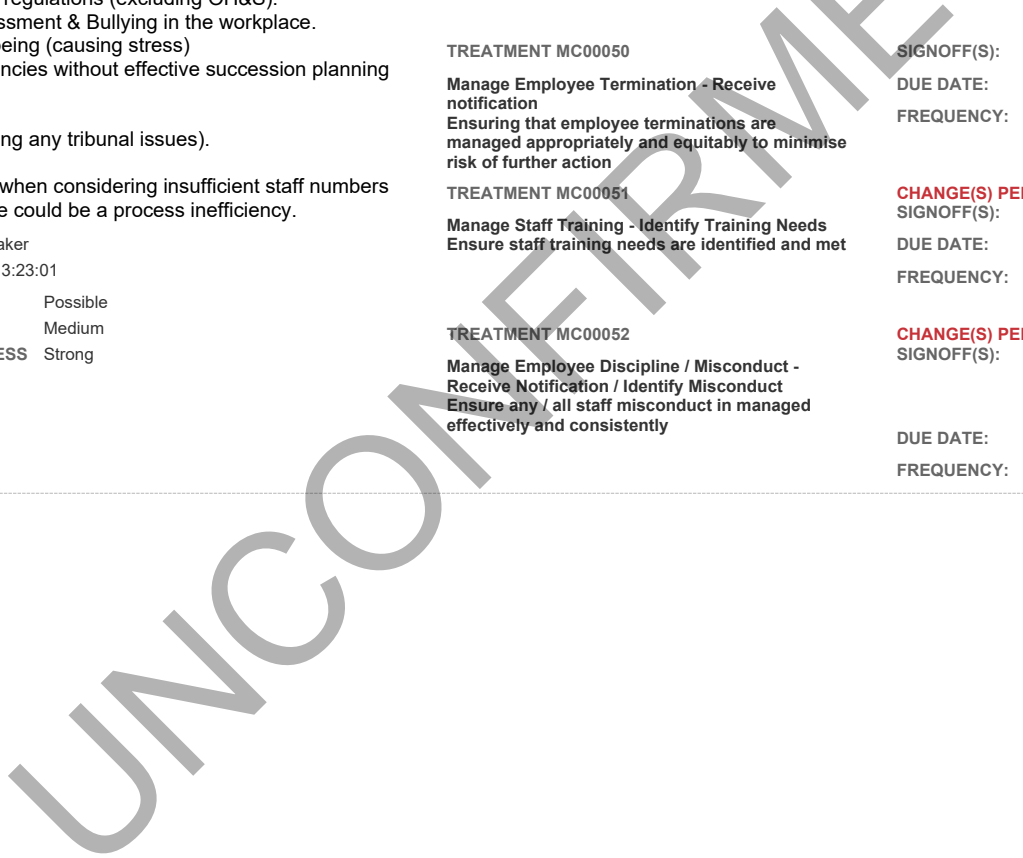 regulations (excluding OH&S).
ssment & Bullying in the workplace.
being (causing stress)
ncies without effective succession planning
ng any tribunal issues).
when considering insufficient staff numbers
e could be a process inefficiency.
aker
3:23:01
Possible
Medium
ESS Strong
TREATMENT MC00050
Manage Employee Termination - Receive
notification
Ensuring that employee terminations are
managed appropriately and equitably to minimise
risk of further action
SIGNOFF(S):
DUE DATE:
FREQUENCY:
TREATMENT MC00051
Manage Staff Training - Identify Training Needs
Ensure staff training needs are identified and met
CHANGE(S) PE
SIGNOFF(S):
DUE DATE:
FREQUENCY:
TREATMENT MC00052
Manage Employee Discipline / Misconduct -
Receive Notification / Identify Misconduct
Ensure any / all staff misconduct in managed
effectively and consistently
CHANGE(S) PE
SIGNOFF(S):
DUE DATE:
FREQUENCY:
UNCONFIRME